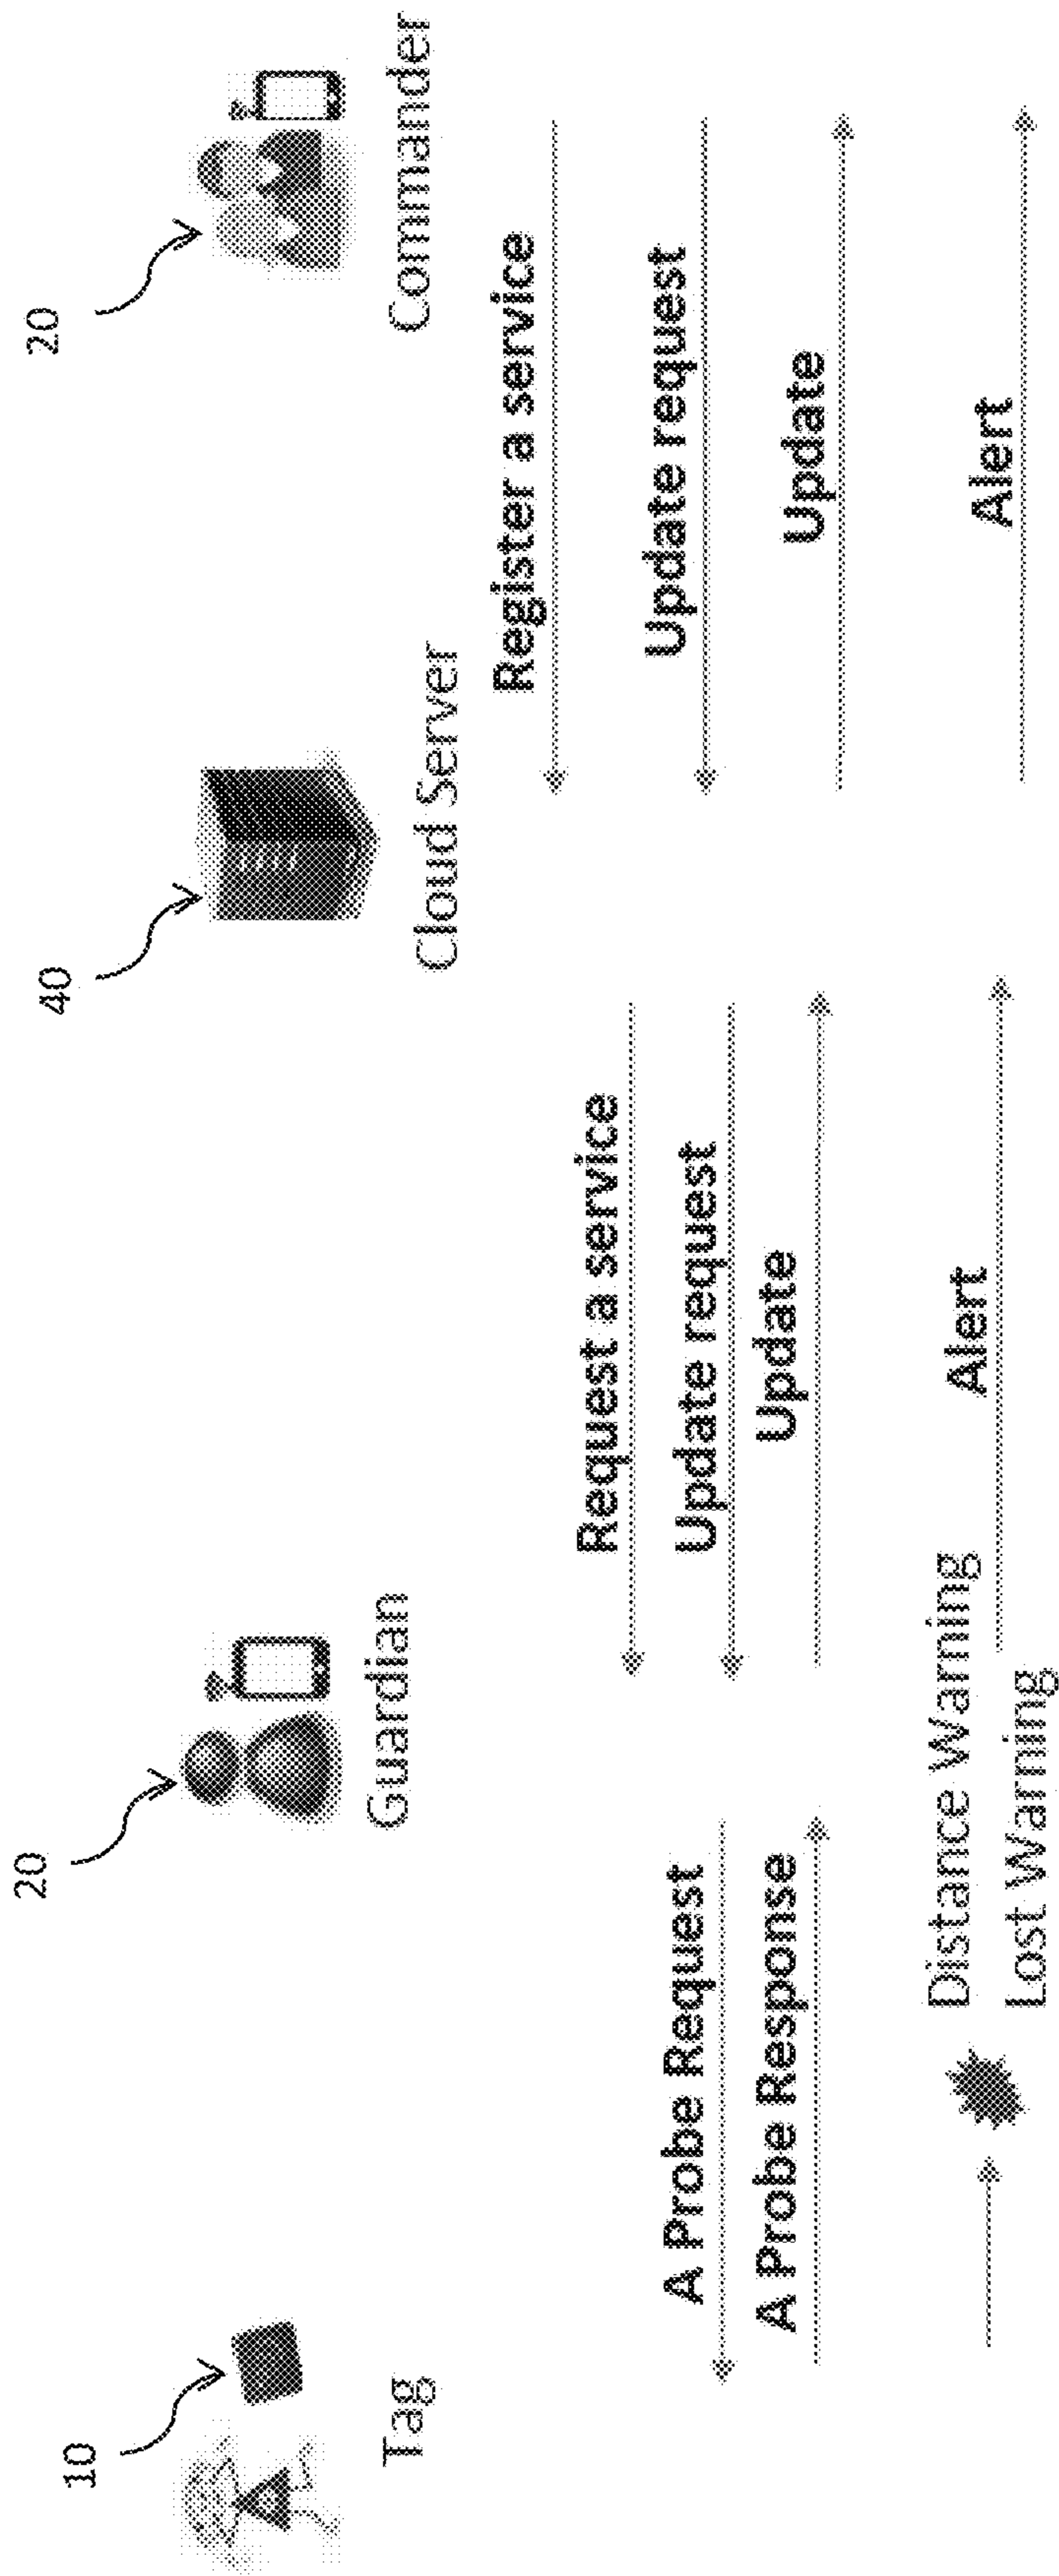 10
20
40
20
Tag
Guardian
Cloud Server
Commander
Register a service
Request a service
Update request
A Probe Request
Update request
A Probe Response
Update
Update
Distance Warning
Lost Warning
Alert
Alert